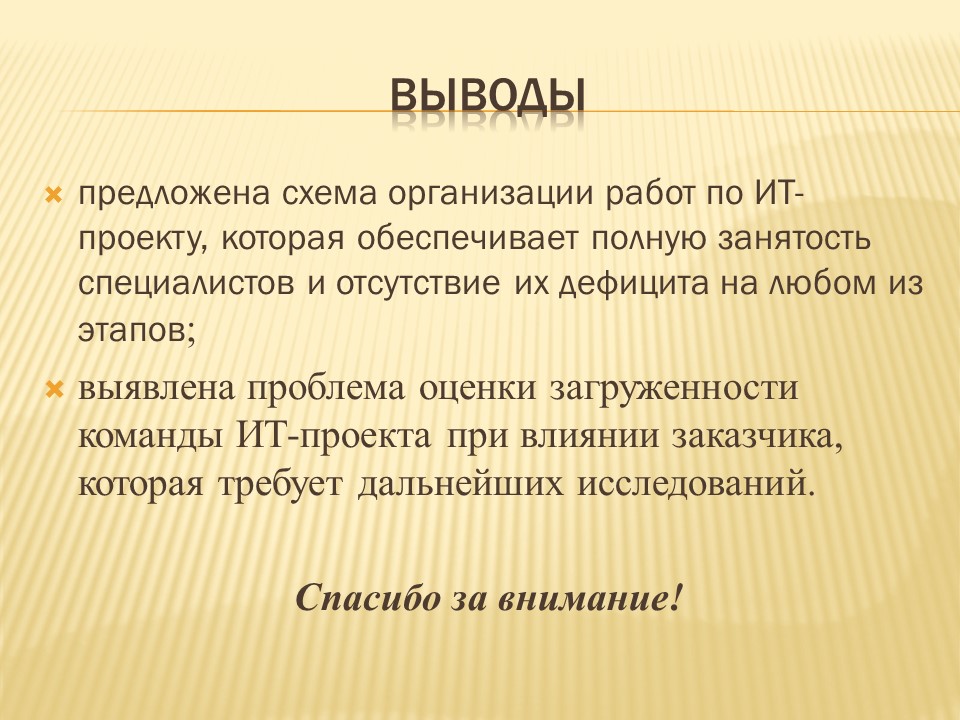 ВЫВОДЫ
предложена схема организации работ по ИТ-
проекту, которая обеспечивает полную занятость
специалистов и отсутствие их дефицита на любом из
этапов;
выявлена проблема оценки загруженности
команды ИТ-проекта при влиянии заказчика,
которая требует дальнейших исследований.
Спасибо за внимание!